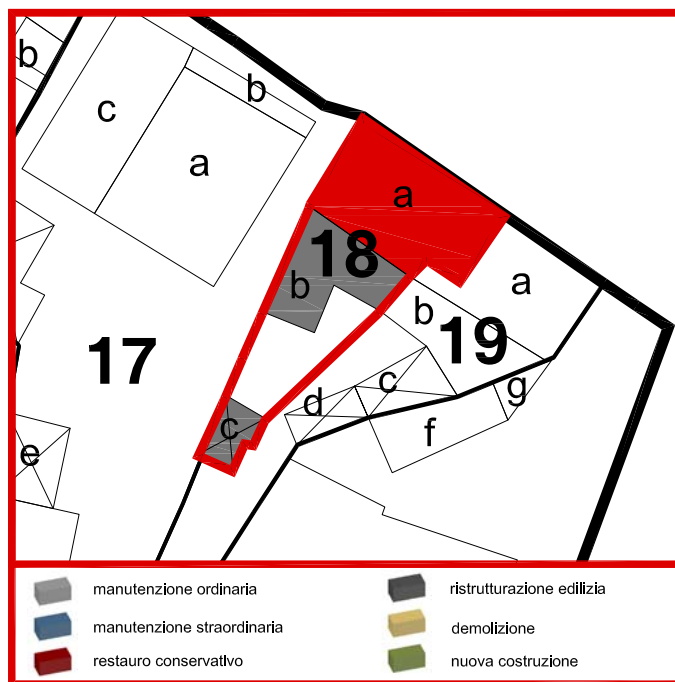 b
b
c
a
a
18
b
a
b
17
19
c
d
g
c
f
e
manutenzione ordinaria
ristrutturazione edilizia
manutenzione straordinaria
demolizione
restauro conservativo
nuova costruzione